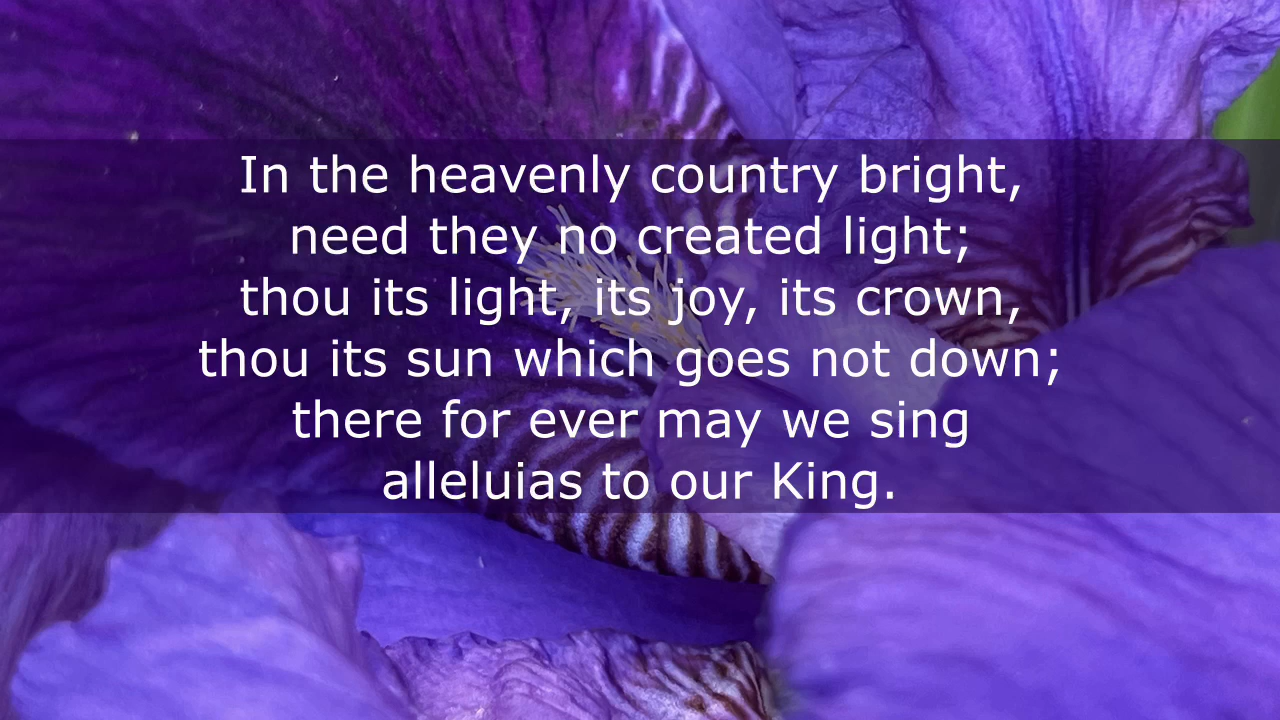 In the heavenly country bright,
need they no created light;
thou its light, its joy, its crown,
thou its sun which goes not down;
there for ever may we sing
alleluias to our King.